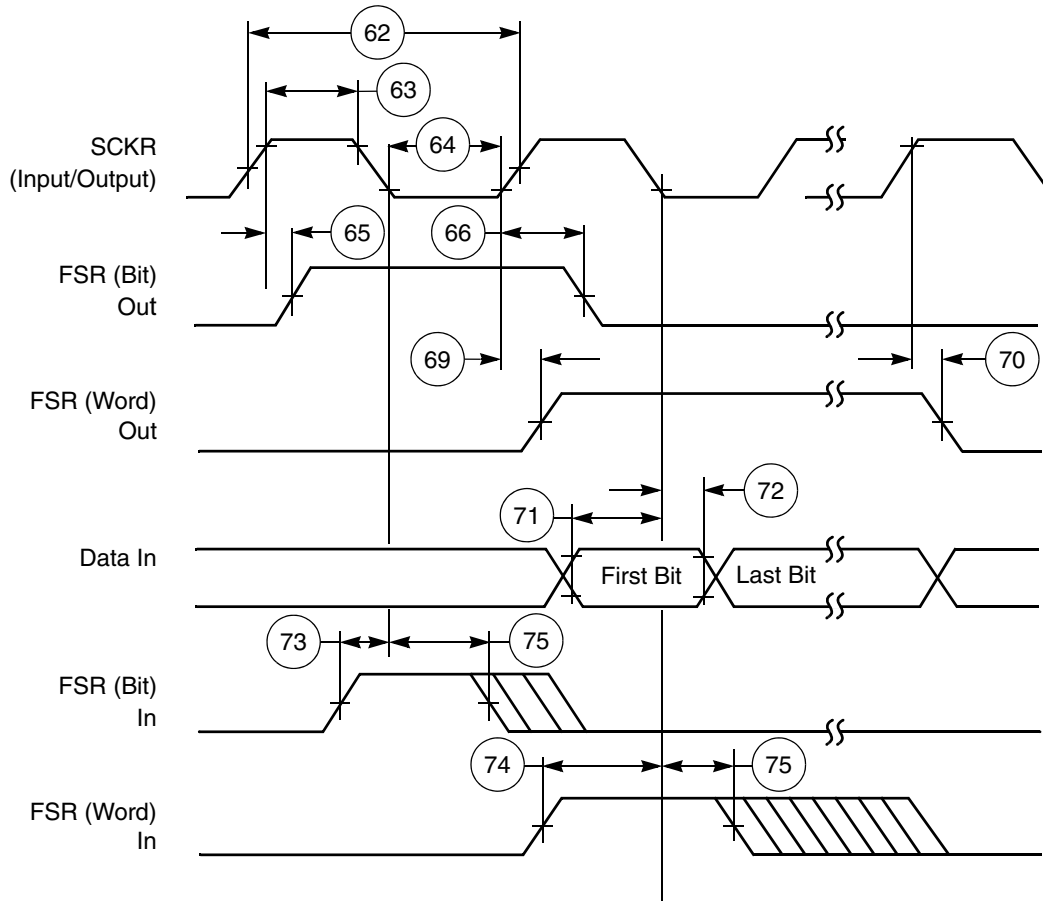 62
63
SCKR
(Input/Output)
64
65
66
FSR (Bit)
Out
69
70
FSR (Word)
Out
71
72
Data In
First Bit
Last Bit
73
75
FSR (Bit)
In
74
75
FSR (Word)
In